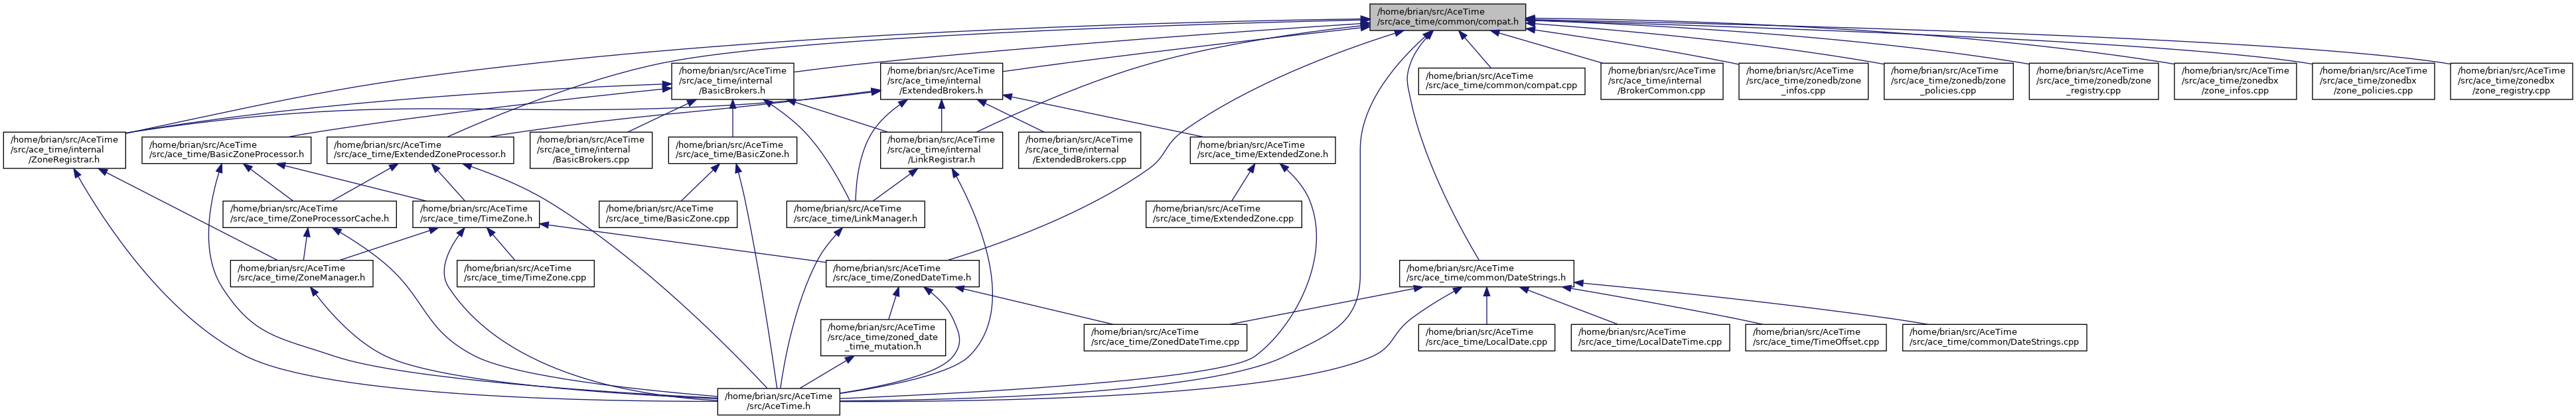 /home/brian/src/AceTime
/src/ace_time/common/compat.h
/home/brian/src/AceTime
/src/ace_time/internal
/BasicBrokers.h
/home/brian/src/AceTime
/src/ace_time/internal
/ExtendedBrokers.h
/home/brian/src/AceTime
/src/ace_time/common/compat.cpp
/home/brian/src/AceTime
/src/ace_time/internal
/BrokerCommon.cpp
/home/brian/src/AceTime
/src/ace_time/zonedb/zone
_infos.cpp
/home/brian/src/AceTime
/src/ace_time/zonedb/zone
_policies.cpp
/home/brian/src/AceTime
/src/ace_time/zonedb/zone
_registry.cpp
/home/brian/src/AceTime
/src/ace_time/zonedbx
/zone_infos.cpp
/home/brian/src/AceTime
/src/ace_time/zonedbx
/zone_policies.cpp
/home/brian/src/AceTime
/src/ace_time/zonedbx
/zone_registry.cpp
/home/brian/src/AceTime
/src/ace_time/internal
/ZoneRegistrar.h
/home/brian/src/AceTime
/src/ace_time/BasicZoneProcessor.h
/home/brian/src/AceTime
/src/ace_time/ExtendedZoneProcessor.h
/home/brian/src/AceTime
/src/ace_time/internal
/BasicBrokers.cpp
/home/brian/src/AceTime
/src/ace_time/BasicZone.h
/home/brian/src/AceTime
/src/ace_time/internal
/LinkRegistrar.h
/home/brian/src/AceTime
/src/ace_time/internal
/ExtendedBrokers.cpp
/home/brian/src/AceTime
/src/ace_time/ExtendedZone.h
/home/brian/src/AceTime
/src/ace_time/ZoneProcessorCache.h
/home/brian/src/AceTime
/src/ace_time/TimeZone.h
/home/brian/src/AceTime
/src/ace_time/BasicZone.cpp
/home/brian/src/AceTime
/src/ace_time/LinkManager.h
/home/brian/src/AceTime
/src/ace_time/ExtendedZone.cpp
/home/brian/src/AceTime
/src/ace_time/ZoneManager.h
/home/brian/src/AceTime
/src/ace_time/TimeZone.cpp
/home/brian/src/AceTime
/src/ace_time/ZonedDateTime.h
/home/brian/src/AceTime
/src/ace_time/common/DateStrings.h
/home/brian/src/AceTime
/src/ace_time/zoned_date
_time_mutation.h
/home/brian/src/AceTime
/src/ace_time/ZonedDateTime.cpp
/home/brian/src/AceTime
/src/ace_time/LocalDate.cpp
/home/brian/src/AceTime
/src/ace_time/LocalDateTime.cpp
/home/brian/src/AceTime
/src/ace_time/TimeOffset.cpp
/home/brian/src/AceTime
/src/ace_time/common/DateStrings.cpp
/home/brian/src/AceTime
/src/AceTime.h